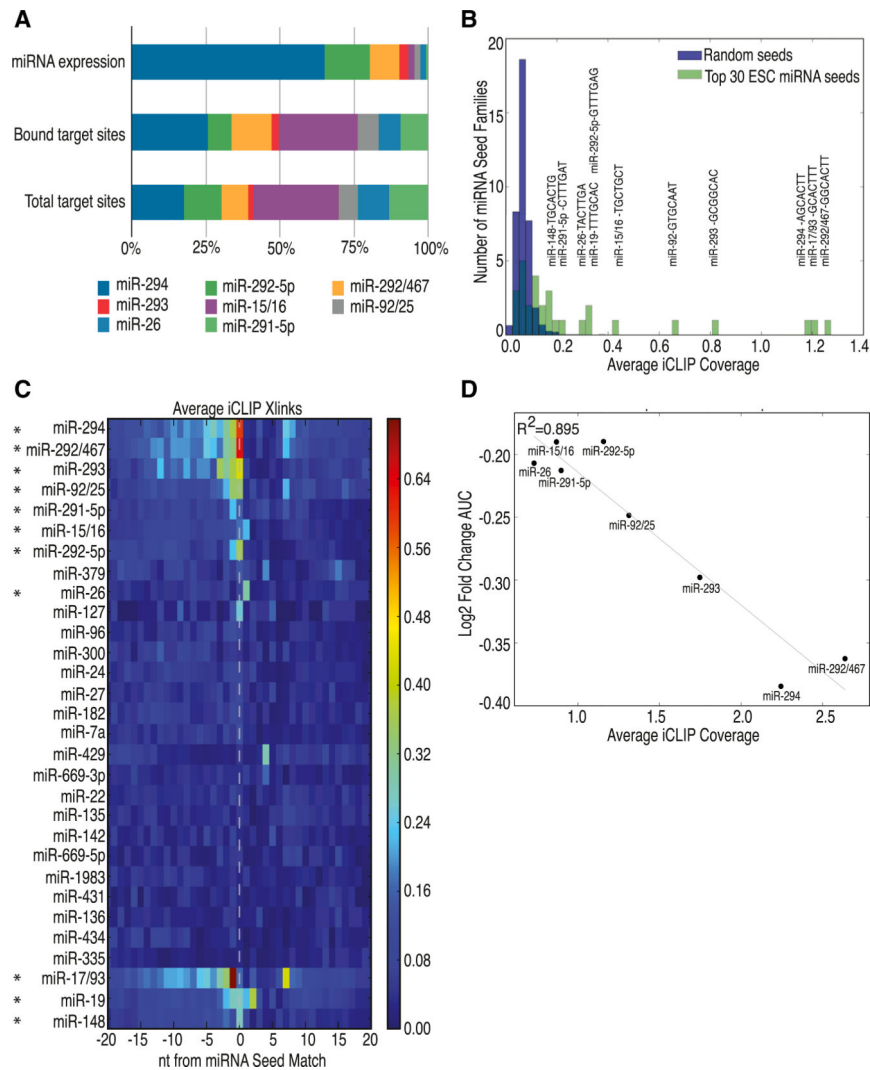 A
miRNA expression
Bound target sites
Total target sites
0% 25% 50% 75% 100%
miR-294 miR-292-5p miR-292/467
miR-293 miR-15/16 miR-92/25
miR-26 miR-291-5p
B
Number of miRNA Seed Families
20
15
10
5
0
Random seeds
Top 30 ESC miRNA seeds
miR-148-TGCACTG
miR-291-5p -CTTTGAT
miR-26-TACTTGA
miR-19-TTTGCAC
miR-292-5p-GTTTGAG
miR-15/16 -TGCTGCT
miR-92-GTGCAAT
miR-293 -GCGGCAC
miR-294 -AGCACTT
miR-17/93 -GCACTTT
miR-292/467-GGCACTT
0.0 0.2 0.4 0.6 0.8 1.0 1.2 1.4
Average iCLIP Coverage
C
Average iCLIP Xlinks
* miR-294
* miR-292/467
* miR-293
* miR-92/25
* miR-291-5p
* miR-15/16
* miR-292-5p
miR-379
* miR-26
miR-127
miR-96
miR-300
miR-24
miR-27
miR-182
miR-7a
miR-429
miR-669-3p
miR-22
miR-135
miR-142
miR-669-5p
miR-1983
miR-431
miR-136
miR-434
miR-335
* miR-17/93
* miR-19
* miR-148
-20 -15 -10 -5 0 5 10 15 20
nt from miRNA Seed Match
0.64
0.56
0.48
0.40
0.32
0.24
0.16
0.08
0.00
D
R2=0.895
Log2 Fold Change AUC
-0.20
-0.25
-0.30
-0.35
-0.40
miR-15/16
miR-292-5p
miR-26
miR-291-5p
miR-92/25
miR-293
miR-292/467
miR-294
1.0 1.5 2.0 2.5
Average iCLIP Coverage